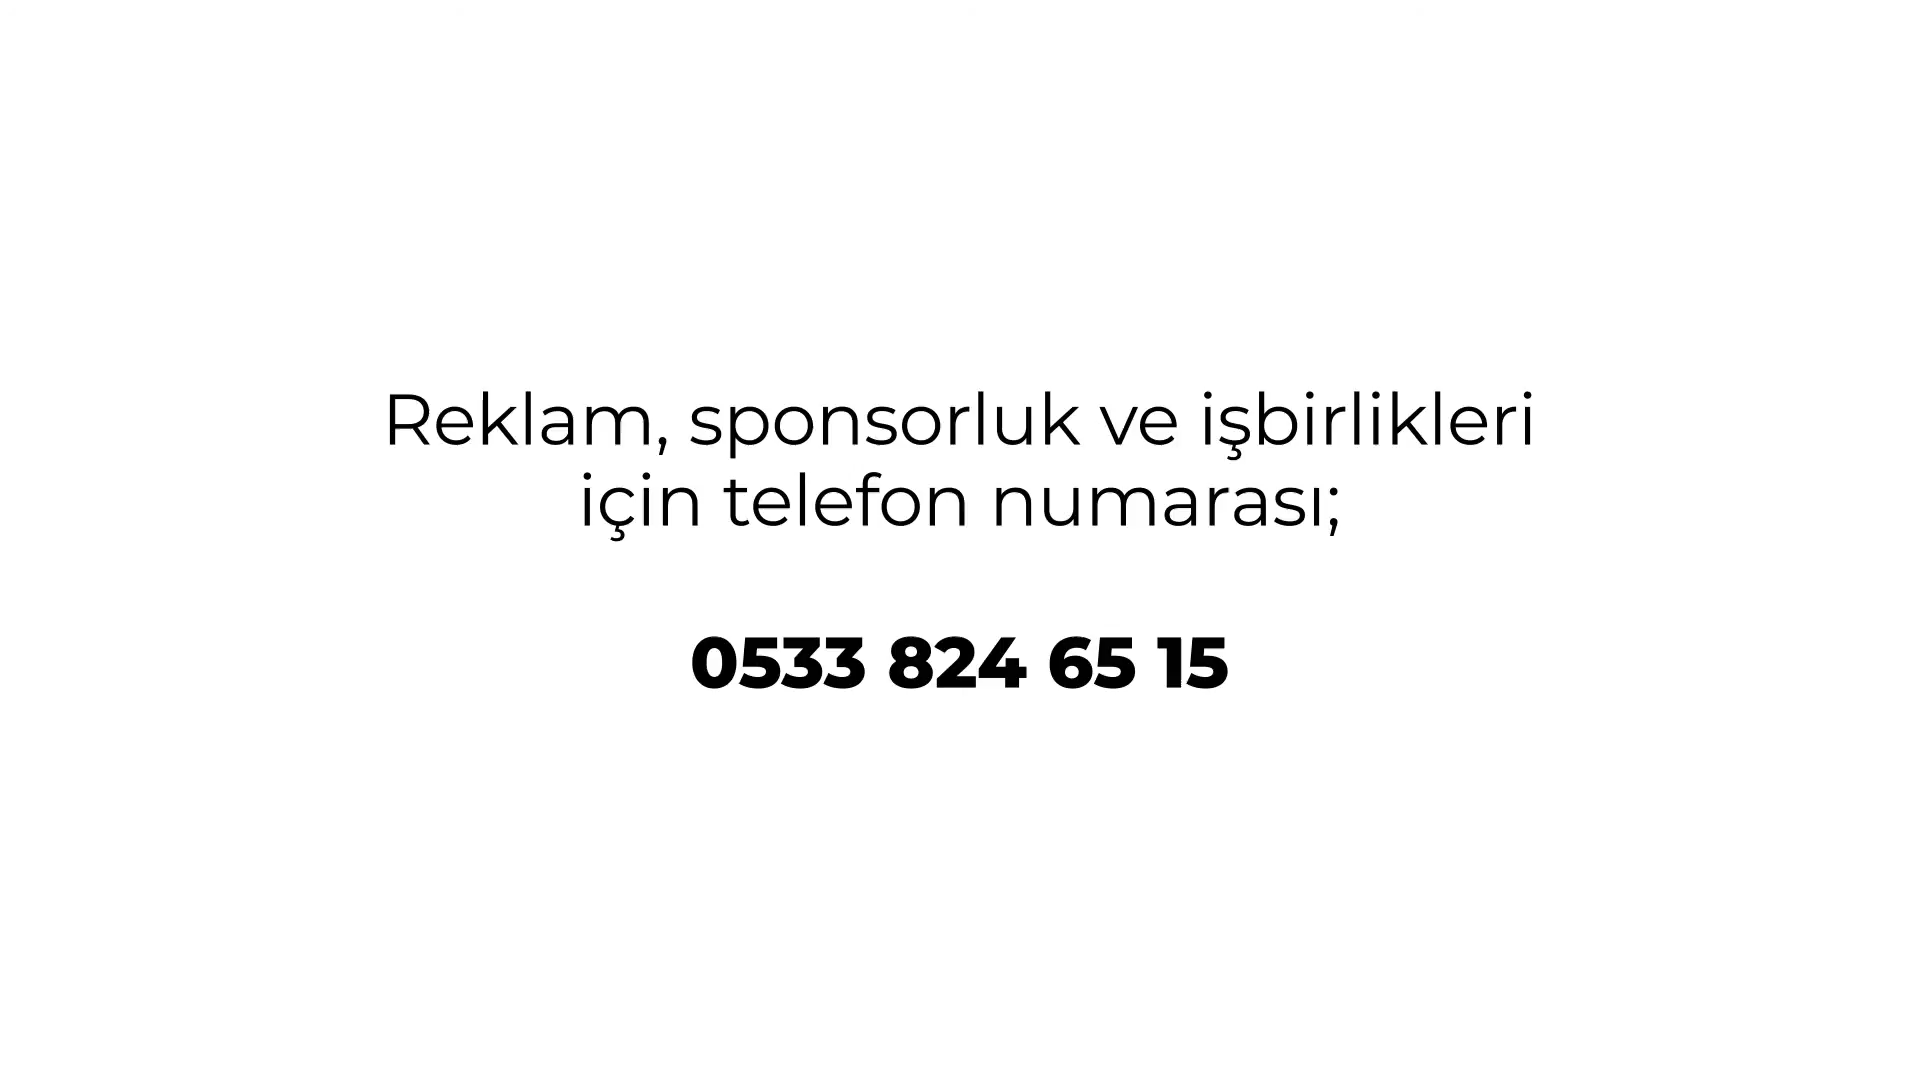 Reklam, sponsorluk ve işbirlikleri
için telefon numarası;
0533 824 65 15